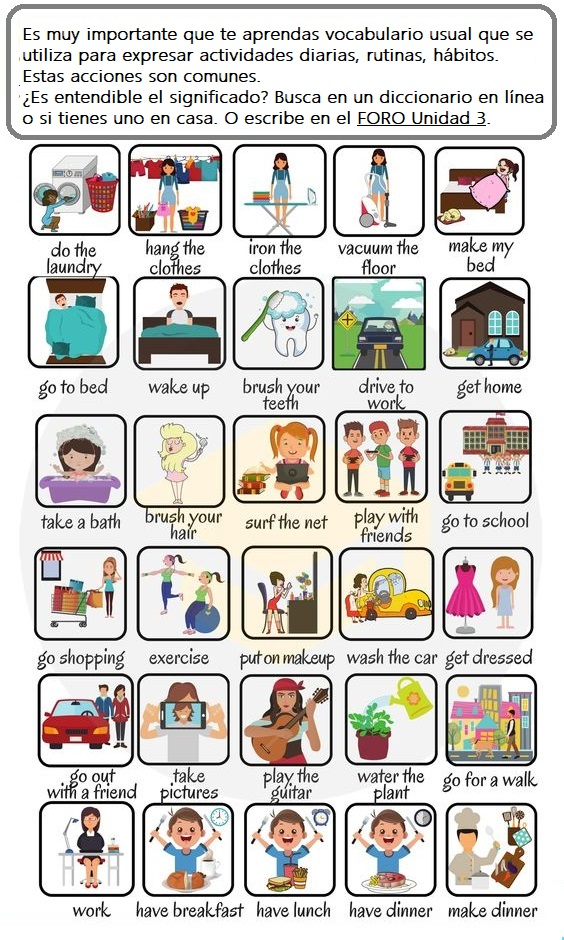 Es muy importante que te aprendas vocabulario usual que se
utiliza para expresar actividades diarias, rutinas, hábitos.
Estas acciones son comunes.
¿Es entendible el significado? Busca en un diccionario en línea
o si tienes uno en casa. O escribe en el FORO Unidad 3.
do the
laundry
hang the
clothes
iron the
clothes
vacuum the
floor
make my
bed
go to bed
wake up
brush your
teeth
drive to
work
get home
take a bath
brush your
hair
surf the net
play with
friends
go to school
go shopping
exercise
put on makeup
wash the car
get dressed
go out
with a friend
take
pictures
play the
guitar
water the
plant
go for a walk
work
have breakfast
have lunch
have dinner
make dinner